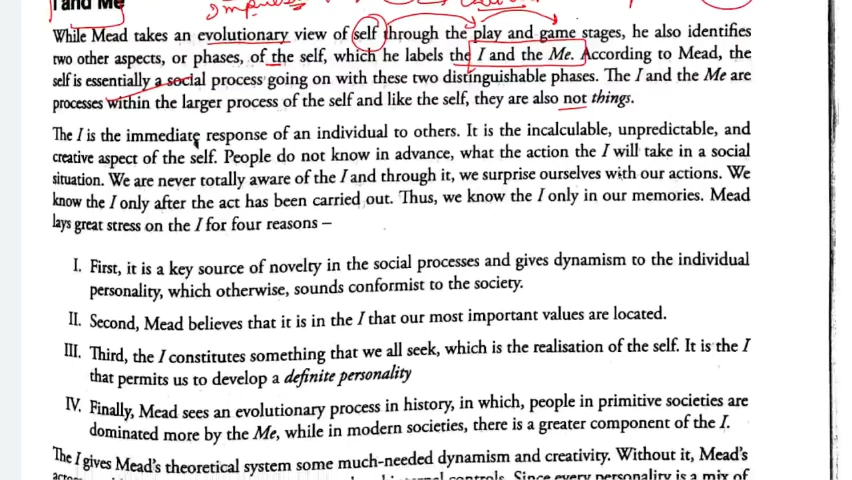 I and Me
Impulses
While Mead takes an evolutionary view of self through the play and game stages, he also identifies
two other aspects, or phases, of the self, which he labels the I and the Me. According to Mead, the
self is essentially a social process going on with these two distinguishable phases. The I and the Me are
processes within the larger process of the self and like the self, they are also not things.
The I is the immediate response of an individual to others. It is the incalculable, unpredictable, and
creative aspect of the self. People do not know in advance, what the action the I will take in a social
situation. We are never totally aware of the I and through it, we surprise ourselves with our actions. We
know the I only after the act has been carried out. Thus, we know the I only in our memories. Mead
lays great stress on the I for four reasons –
I. First, it is a key source of novelty in the social processes and gives dynamism to the individual
personality, which otherwise, sounds conformist to the society.
II. Second, Mead believes that it is in the I that our most important values are located.
III. Third, the I constitutes something that we all seek, which is the realisation of the self. It is the I
that permits us to develop a definite personality
IV. Finally, Mead sees an evolutionary process in history, in which, people in primitive societies are
dominated more by the Me, while in modern societies, there is a greater component of the I.
The I gives Mead's theoretical system some much-needed dynamism and creativity. Without it, Mead's
controls. Since every personality is a mix of